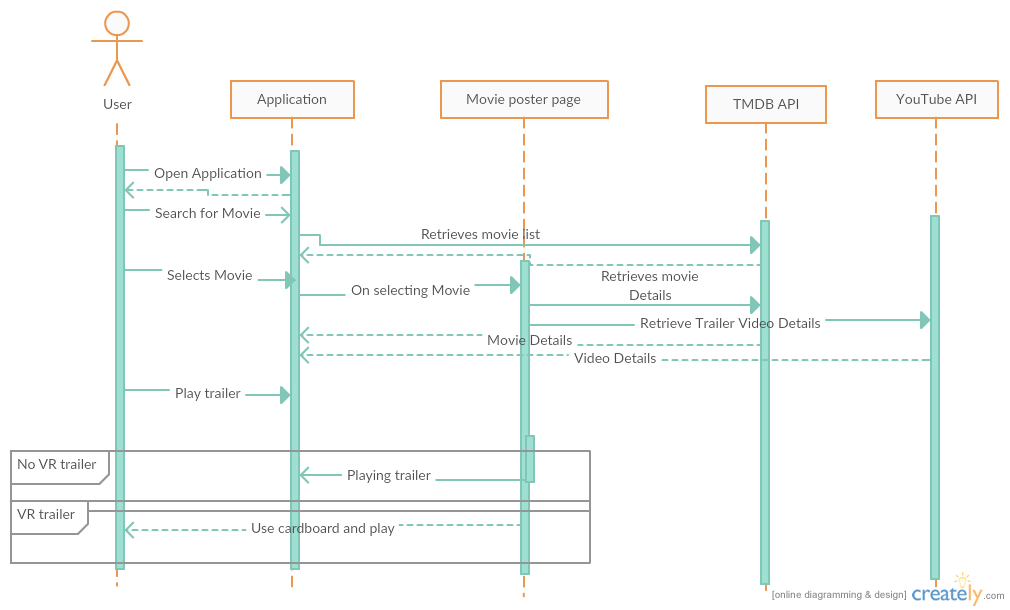 User
Application
Movie poster page
TMDB API
YouTube API
Open Application
Search for Movie
Retrieves movie list
Selects Movie
Retrieves movie
Details
On selecting Movie
Retrieve Trailer Video Details
Movie Details
Video Details
Play trailer
No VR trailer
Playing trailer
VR trailer
Use cardboard and play
[online diagramming & design] creately.com